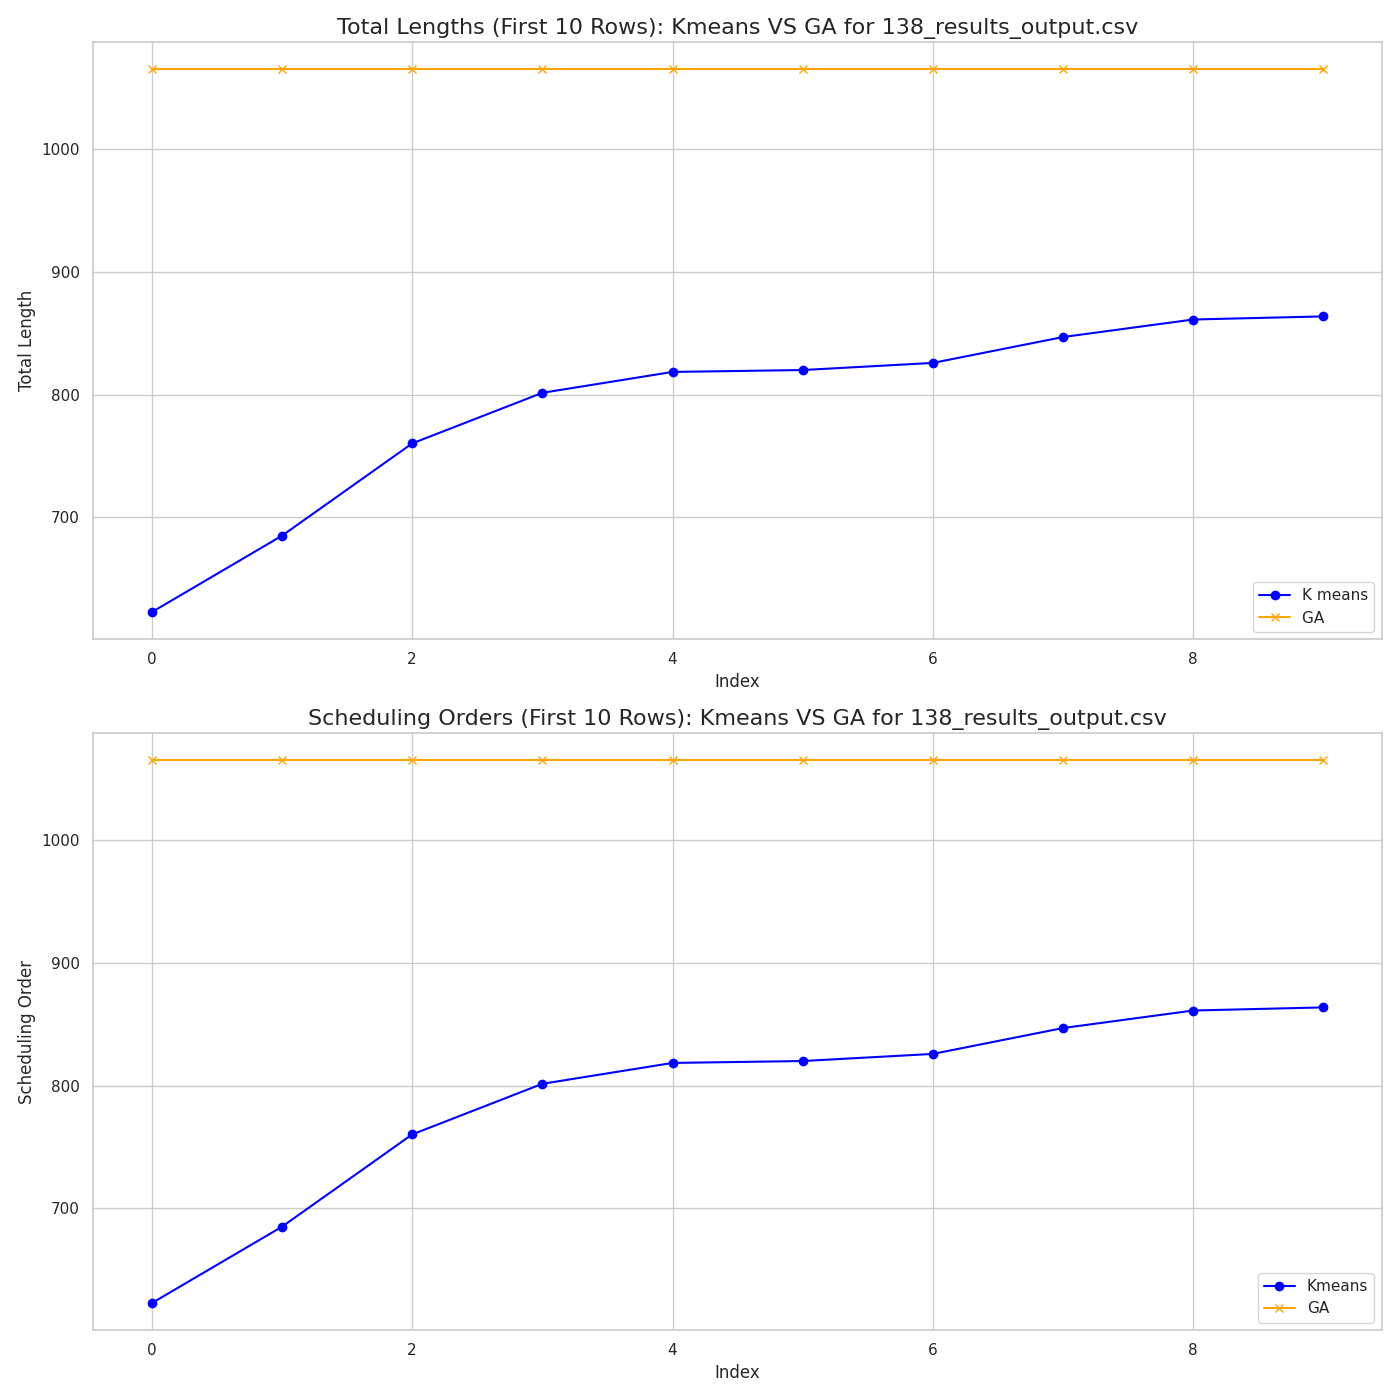 Total Lengths (First 10 Rows): Kmeans VS GA for 138_results_output.csv
1000
900
800
700
Total Length
K means
GA
0 2 4 6 8
Index
Scheduling Orders (First 10 Rows): Kmeans VS GA for 138_results_output.csv
1000
900
800
700
Scheduling Order
Kmeans
GA
0 2 4 6 8
Index